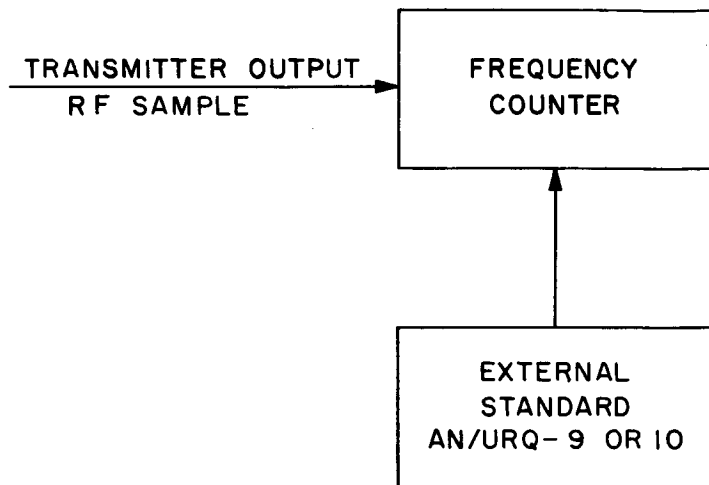 TRANSMITTER OUTPUT
RF SAMPLE
FREQUENCY
COUNTER
EXTERNAL
STANDARD
AN/URQ-9 OR 10